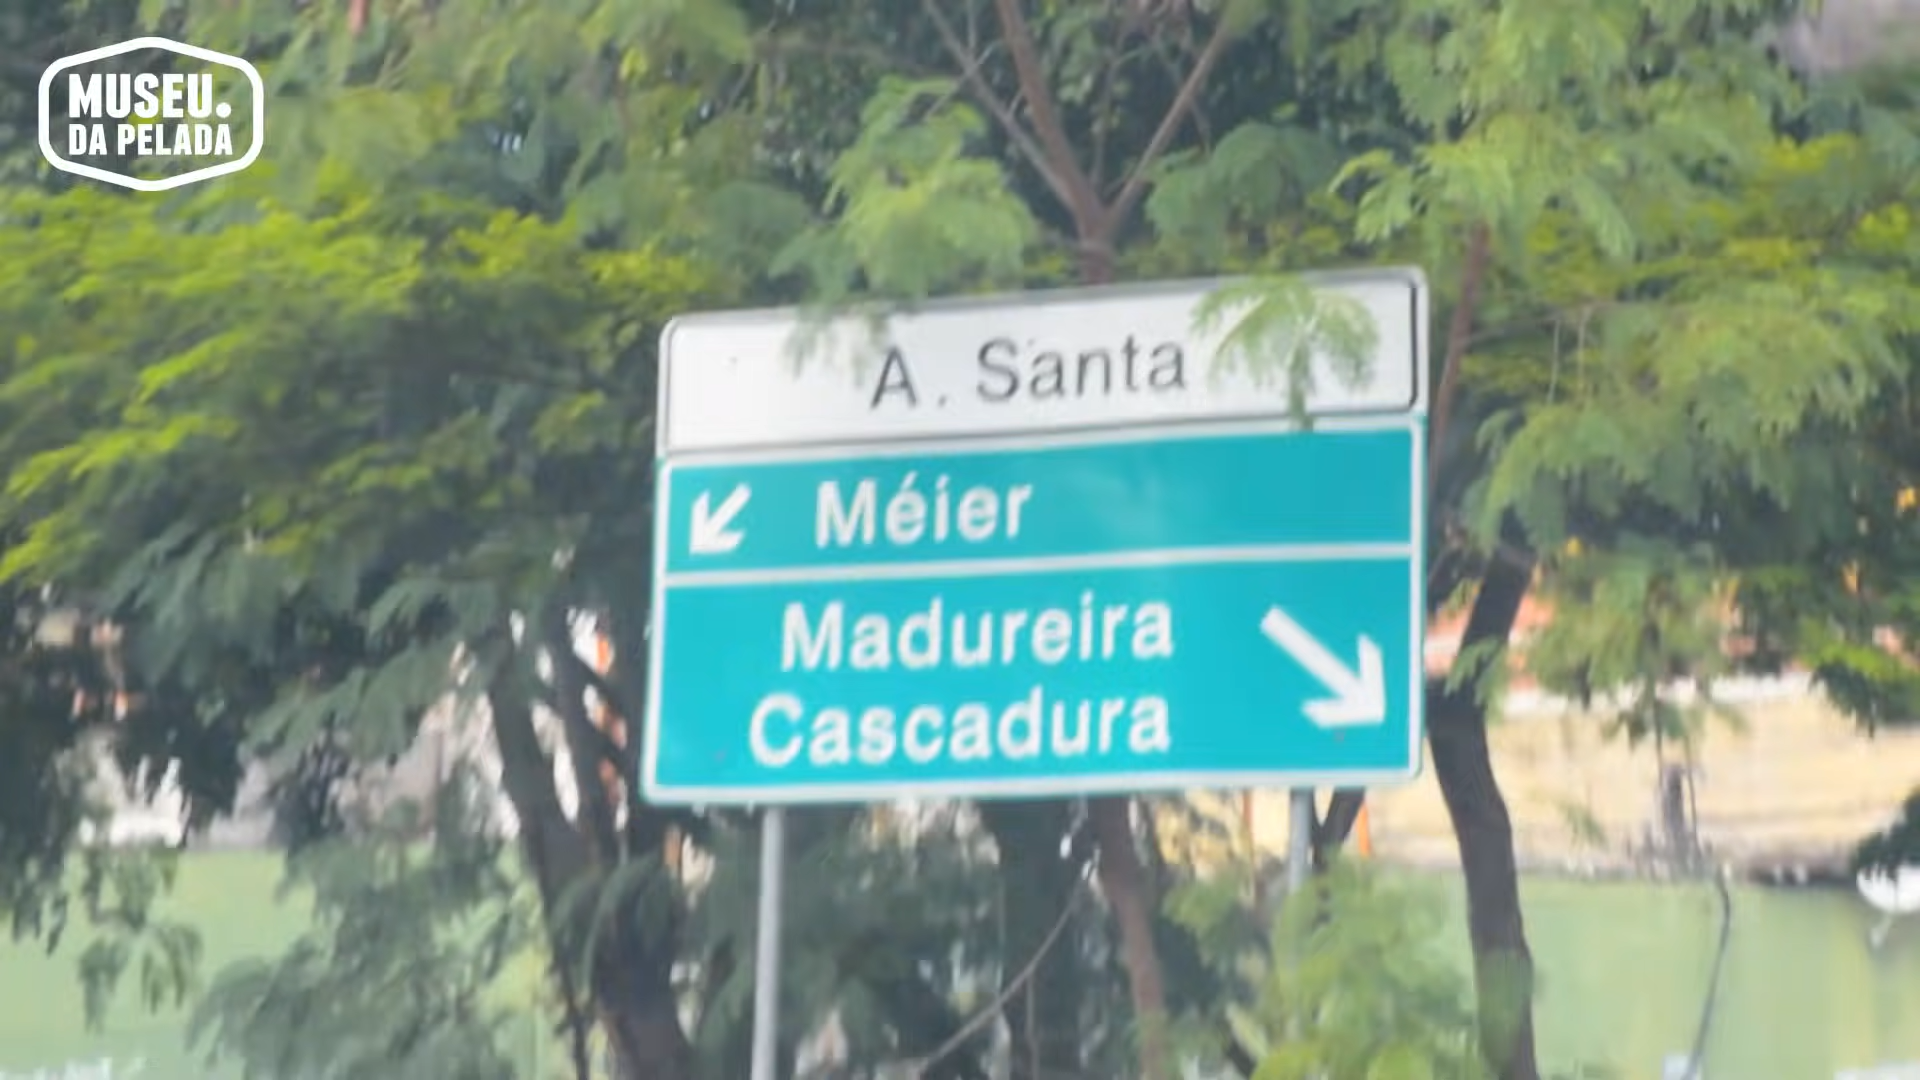 MUSEU.
DA PELADA
A. Santa
Méier
Madureira
Cascadura